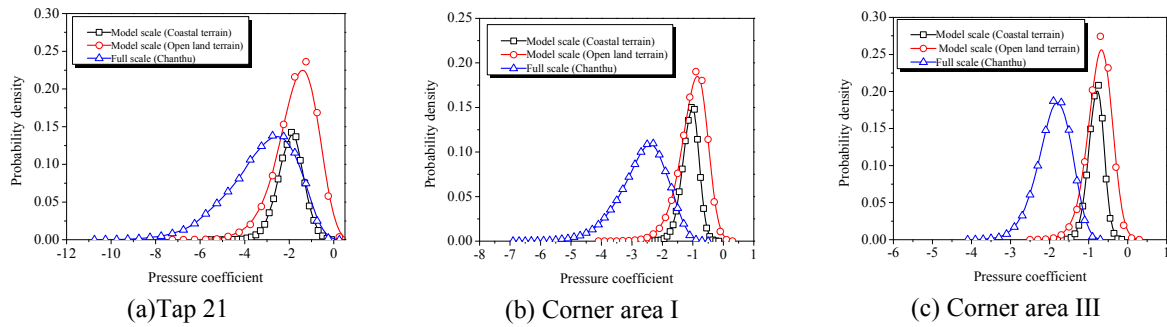 Model scale (Coastal terrain)
Model scale (Open land terrain)
Full scale (Chanthu)
Probability density
0.30
0.25
0.20
0.15
0.10
0.05
0.00
-12 -10 -8 -6 -4 -2 0
Pressure coefficient
(a)Tap 21
Model scale (Coastal terrain)
Model scale (Open land terrain)
Full scale (Chanthu)
Probability density
0.25
0.20
0.15
0.10
0.05
0.00
-8 -7 -6 -5 -4 -3 -2 -1 0 1
Pressure coefficient
(b) Corner area I
Model scale (Coastal terrain)
Model scale (Open land terrain)
Full scale (Chanthu)
Probability density
0.30
0.25
0.20
0.15
0.10
0.05
0.00
-6 -5 -4 -3 -2 -1 0 1
Pressure coefficient
(c) Corner area III